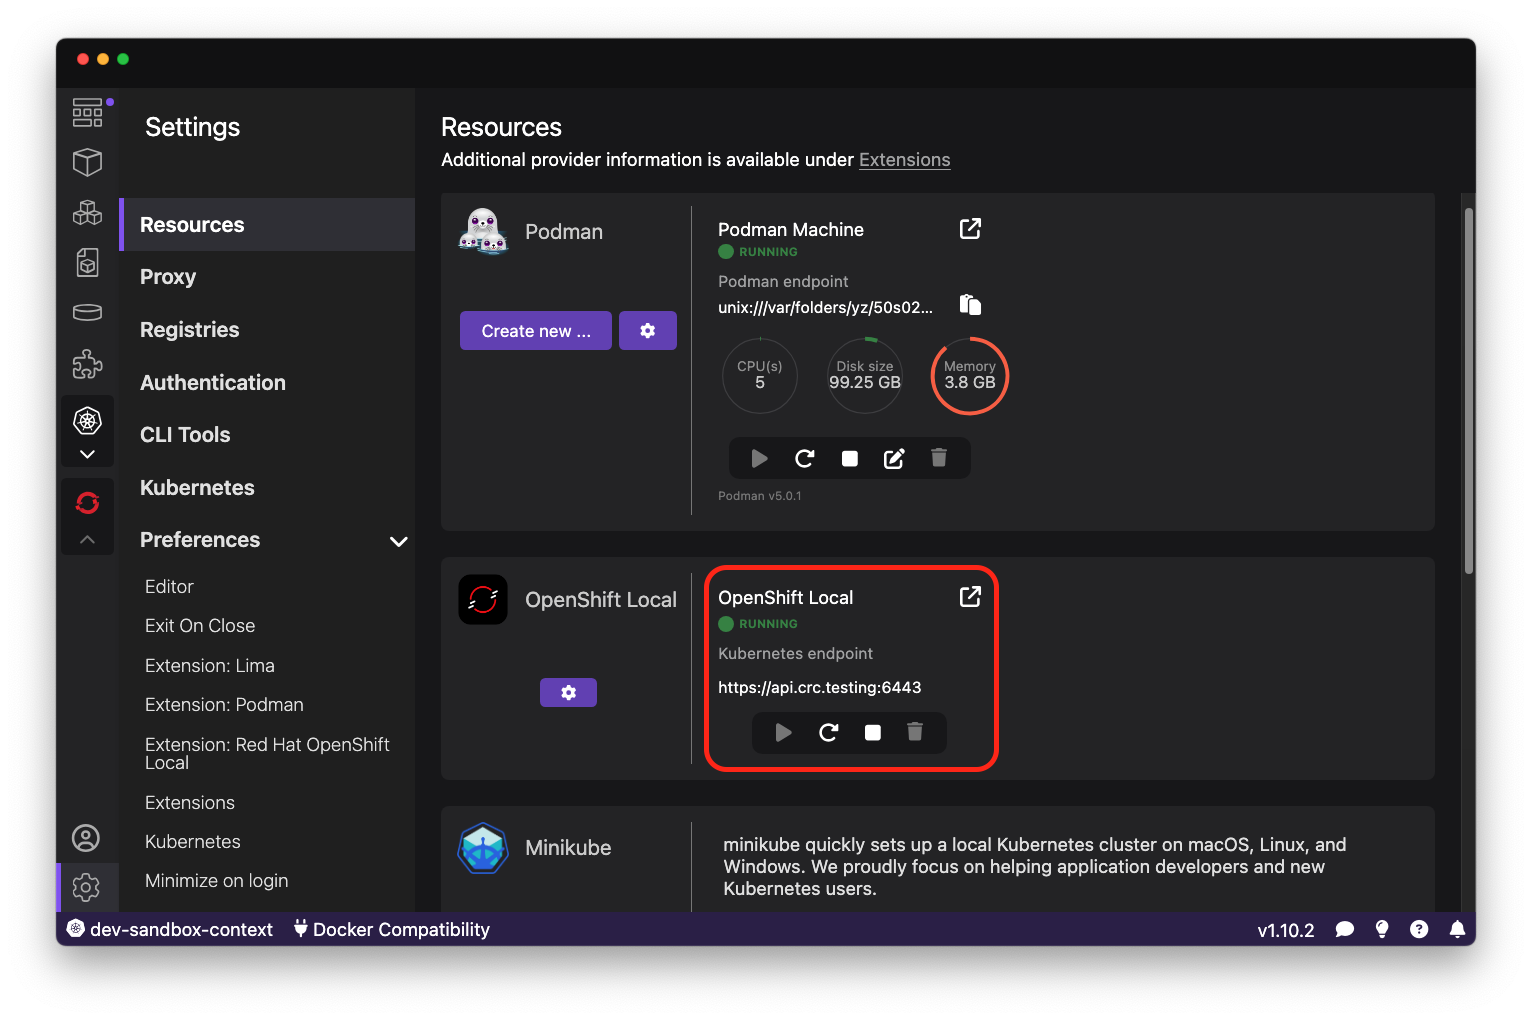 Settings
Resources
Proxy
Registries
Authentication
CLI Tools
Kubernetes
Preferences
Editor
Exit On Close
Extension: Lima
Extension: Podman
Extension: Red Hat OpenShift
Local
Extensions
Kubernetes
Minimize on login
Resources
Additional provider information is available under Extensions
Podman
Create new ...
Podman Machine
RUNNING
Podman endpoint
unix:///var/folders/yz/50s02...
CPU(s)
5
Disk size
99.25 GB
Memory
3.8 GB
Podman v5.0.1
OpenShift Local
OpenShift Local
RUNNING
Kubernetes endpoint
https://api.crc.testing:6443
Minikube
minikube quickly sets up a local Kubernetes cluster on macOS, Linux, and
Windows. We proudly focus on helping application developers and new
Kubernetes users.
dev-sandbox-context
Docker Compatibility
v1.10.2